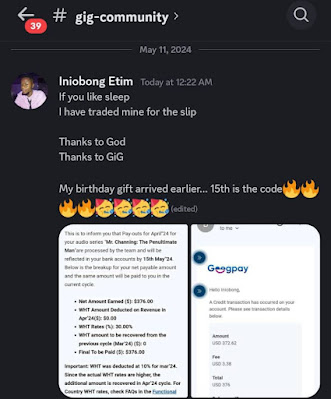 39
# gig-community >
May 11, 2024
Iniobong Etim Today at 12:22 AM
If you like sleep
I have traded mine for the slip
Thanks to God
Thanks to GiG
My birthday gift arrived earlier... 15th is the code🔥🔥
🔥🔥🥳🥳🥳🥳 (edited)
This is to inform you that Pay-outs for April'24 for
your audio series "Mr. Channing: The Penultimate
Man are processed by the team and will be
reflected in your bank accounts by 15th May'24.
Below is the breakup for your net payable amount
and the same amount will be paid to you in the
current cycle.
• Net Amount Earned ($): $376.00
• WHT Amount Deducted on Revenue in
Apr'24($): $0.00
• WHT Rates (%): 30.00%
• WHT amount to be recovered from the
previous month (Mar'24) ($): 0
• Final To be Paid ($): $376.00
Important: WHT was deducted at 10% for mar'24.
Since the actual WHT rates are higher, the
additional amount is recovered in Apr'24 cycle. For
Country WHT rates, check FAQs in the Functional
to me
Geegpay
Hello Iniobong,
A Credit transaction has occurred on your
account. Please see transaction details
below
Amount
USD 372.62
Fee
USD 3.38
Total
USD 376